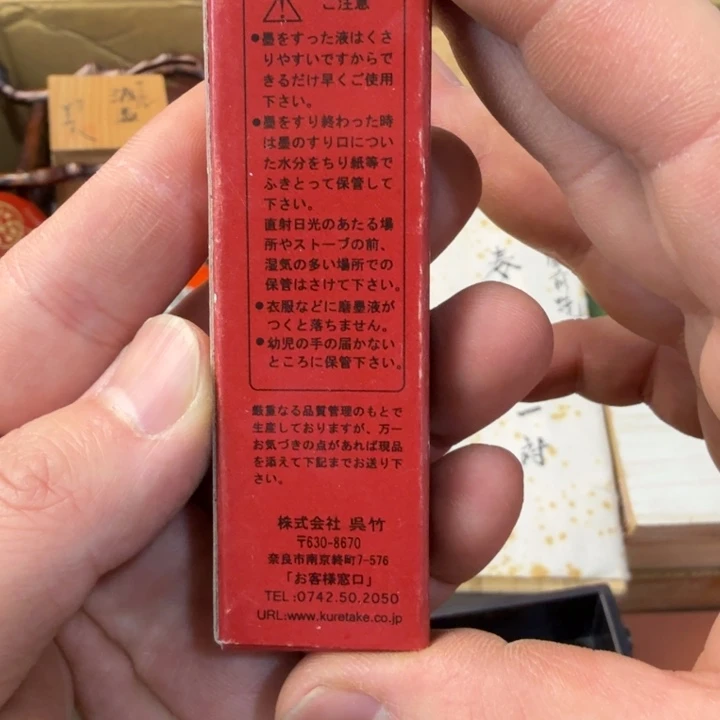 ご注意
●墨をすった液はくさ
りやすいですからで
きるだけ早くご使用
下さい。
●墨をすり終わった時
は墨のすり口につい
た水分をちり紙等で
ふきとって保管して
下さい。
直射日光のあたる場
所やストーブの前、
湿気の多い場所での
保管はさけて下さい。
●衣服などに磨墨液が
つくと落ちません。
●幼児の手の届かない
ところに保管下さい。
厳重なる品質管理のもとで
生産しておりますが、万一
お気づきの点があれば現品
を添えて下記までお送り下
さい。
株式会社 呉竹
〒630-8670
奈良市南京終町7-576
「お客様窓口」
TEL:0742.50.2050
URL:www.kuretake.co.jp
一対